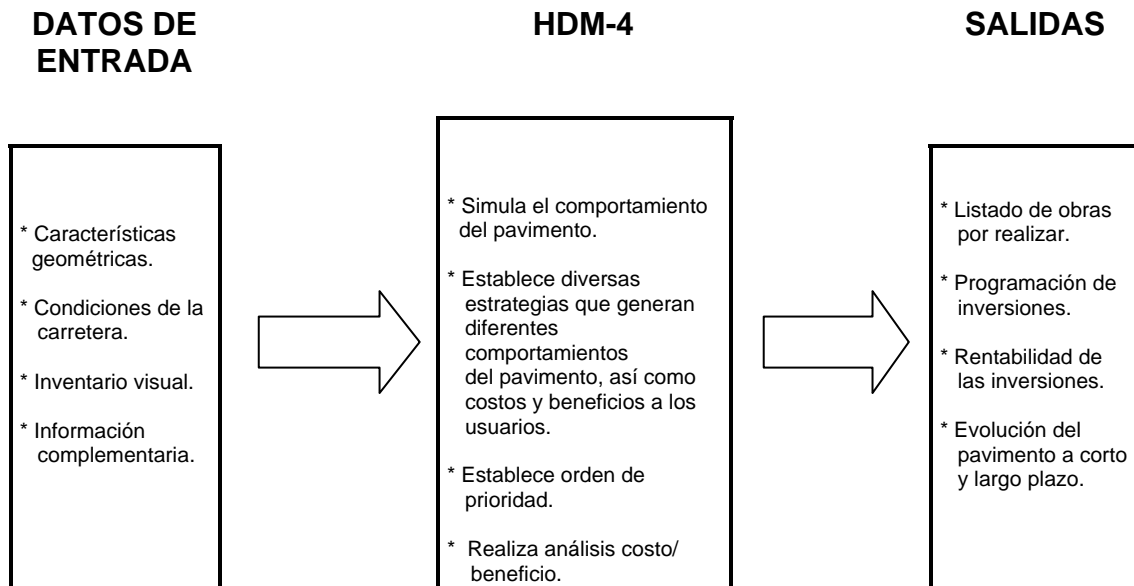 DATOS DE
ENTRADA
HDM-4
SALIDAS
* Características
geométricas.
* Condiciones de la
carretera.
* Inventario visual.
* Información
complementaria.
* Simula el comportamiento
del pavimento.
* Establece diversas
estrategias que generan
diferentes
comportamientos
del pavimento, así como
costos y beneficios a los
usuarios.
* Establece orden de
prioridad.
* Realiza análisis costo/
beneficio.
* Listado de obras
por realizar.
* Programación de
inversiones.
* Rentabilidad de
las inversiones.
* Evolución del
pavimento a corto
y largo plazo.